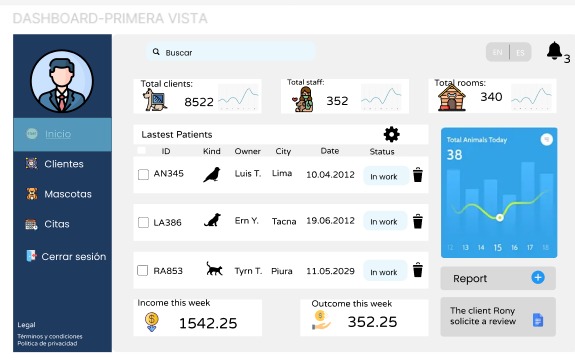 DASHBOARD-PRIMERA VISTA
Buscar
EN | ES
3
Inicio
Clientes
Mascotas
Citas
Cerrar sesión
Legal
Términos y condiciones
Política de privacidad
Total clients:
8522
Total staff:
352
Total rooms:
340
Lastest Patients
ID Kind Owner City Date Status
AN345 Luis T. Lima 10.04.2012 In work
LA386 Ern Y. Tacna 19.06.2012 In work
RA853 Tyrn T. Piura 11.05.2029 In work
Income this week
1542.25
Outcome this week
352.25
Total Animals Today
38
12 13 14 15 16 17 18
Report
The client Rony
solicite a review